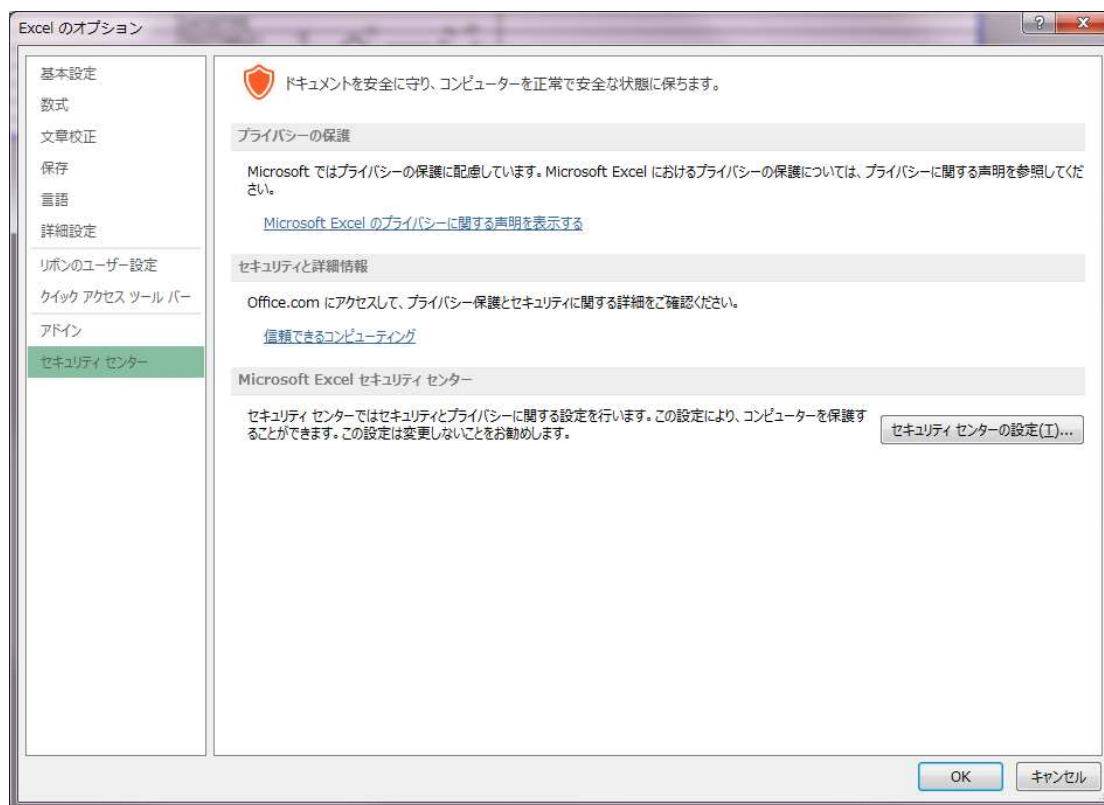 Excel のオプション
?
X
基本設定
数式
文章校正
保存
言語
詳細設定
リボンのユーザー設定
クイック アクセス ツール バー
アドイン
セキュリティ センター
ドキュメントを安全に守り、コンピューターを正常で安全な状態に保ちます。
プライバシーの保護
Microsoft ではプライバシーの保護に配慮しています。Microsoft Excel におけるプライバシーの保護については、プライバシーに関する声明を参照してくだ
さい。
Microsoft Excel のプライバシーに関する声明を表示する
セキュリティと詳細情報
Office.com にアクセスして、プライバシー保護とセキュリティに関する詳細をご確認ください。
信頼できるコンピューティング
Microsoft Excel セキュリティ センター
セキュリティ センターではセキュリティとプライバシーに関する設定を行います。この設定により、コンピューターを保護す
ることができます。この設定は変更しないことをお勧めします。
セキュリティ センターの設定(T)...
OK
キャンセル